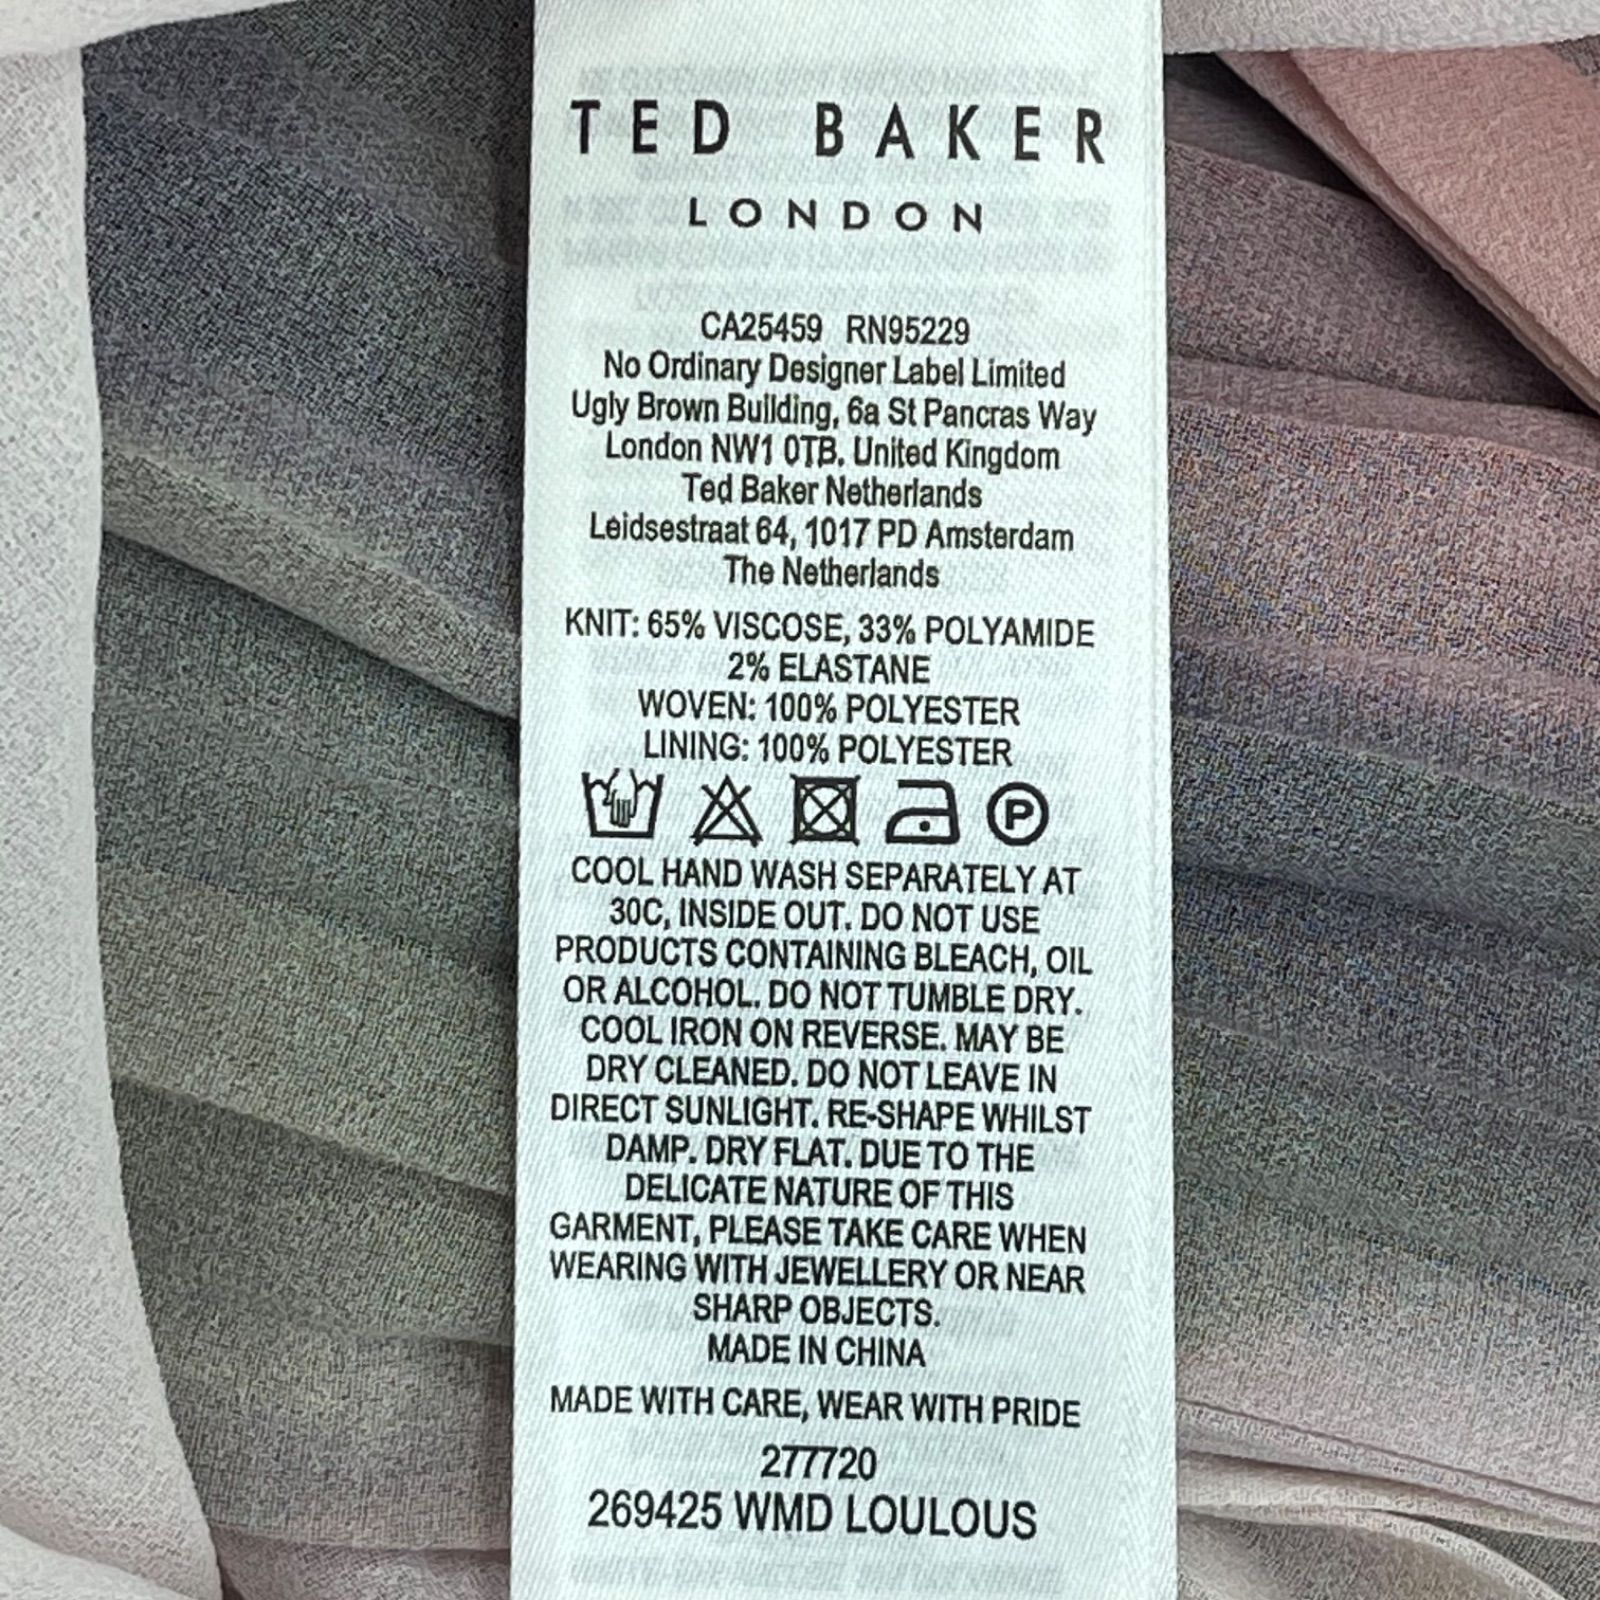 TED BAKER
LONDON
CA25459 RN95229
No Ordinary Designer Label Limited
Ugly Brown Building, 6a St Pancras Way
London NW1 0TB, United Kingdom
Ted Baker Netherlands
Leidsestraat 64, 1017 PD Amsterdam
The Netherlands
KNIT: 65% VISCOSE, 33% POLYAMIDE
2% ELASTANE
WOVEN: 100% POLYESTER
LINING: 100% POLYESTER
P
COOL HAND WASH SEPARATELY AT
30C, INSIDE OUT. DO NOT USE
PRODUCTS CONTAINING BLEACH, OIL
OR ALCOHOL. DO NOT TUMBLE DRY.
COOL IRON ON REVERSE. MAY BE
DRY CLEANED. DO NOT LEAVE IN
DIRECT SUNLIGHT. RE-SHAPE WHILST
DAMP. DRY FLAT. DUE TO THE
DELICATE NATURE OF THIS
GARMENT, PLEASE TAKE CARE WHEN
WEARING WITH JEWELLERY OR NEAR
SHARP OBJECTS.
MADE IN CHINA
MADE WITH CARE, WEAR WITH PRIDE
277720
269425 WMD LOULOUS